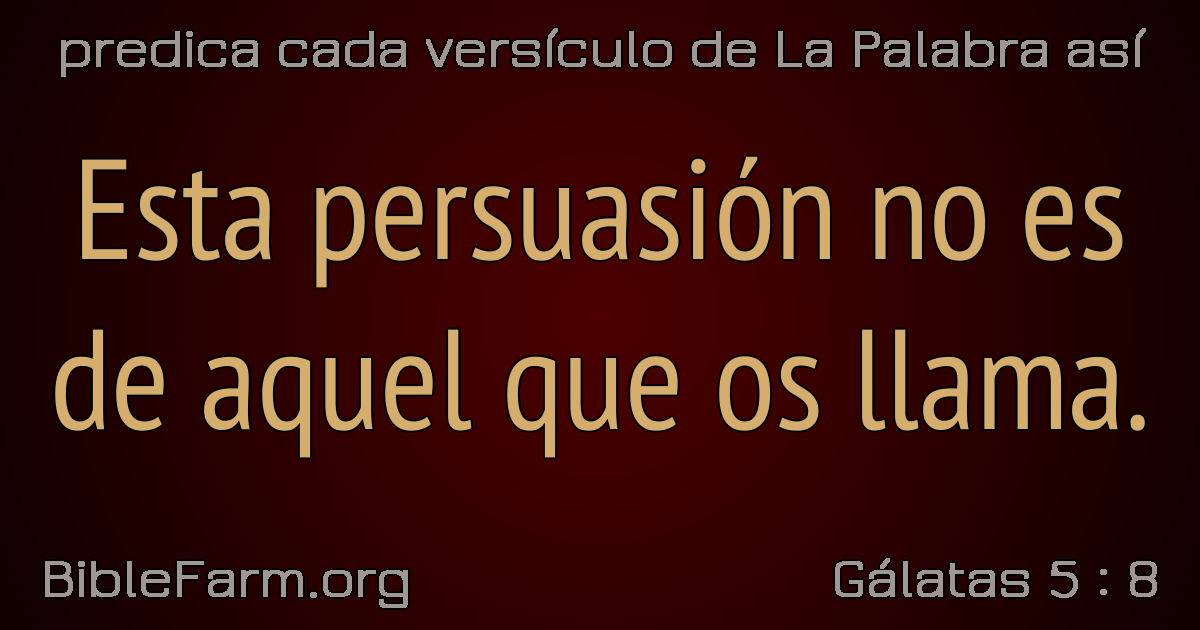 predica cada versículo de La Palabra así
Esta persuasión no es
de aquel que os llama.
BibleFarm.org
Gálatas 5 : 8